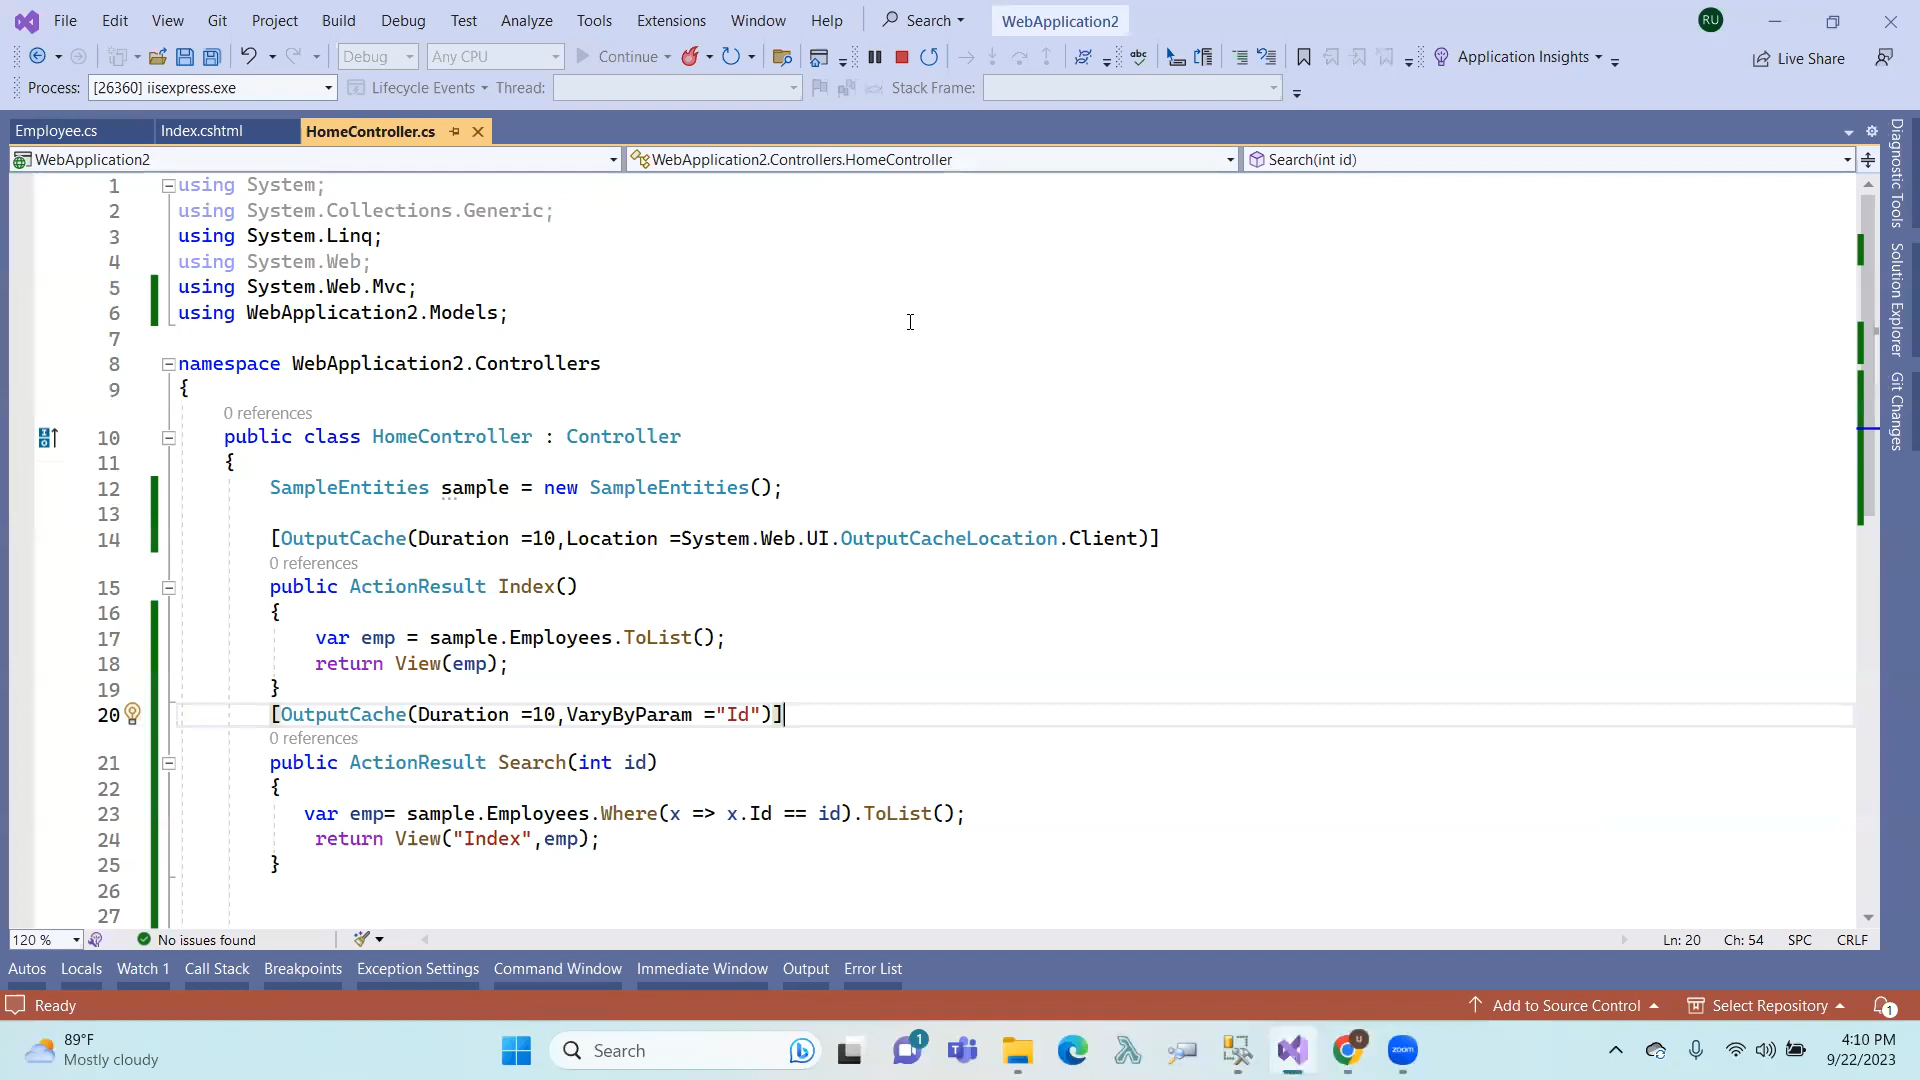 File Edit View Git Project Build Debug Test Analyze Tools Extensions Window Help Search WebApplication2 RU
Debug Any CPU Continue abc Application Insights Live Share
Process: [26360] iisexpress.exe Lifecycle Events Thread: Stack Frame:
Employee.cs Index.cshtml HomeController.cs
WebApplication2 WebApplication2.Controllers.HomeController Search(int id)
1 using System;
2 using System.Collections.Generic;
3 using System.Linq;
4 using System.Web;
5 using System.Web.Mvc;
6 using WebApplication2.Models;
7
8 namespace WebApplication2.Controllers
9 {
0 references
10 public class HomeController : Controller
11 {
12 SampleEntities sample = new SampleEntities();
13
14 [OutputCache(Duration =10,Location =System.Web.UI.OutputCacheLocation.Client)]
0 references
15 public ActionResult Index()
16 {
17 var emp = sample.Employees.ToList();
18 return View(emp);
19 }
20 [OutputCache(Duration =10,VaryByParam ="Id")]
0 references
21 public ActionResult Search(int id)
22 {
23 var emp= sample.Employees.Where(x => x.Id == id).ToList();
24 return View("Index",emp);
25 }
26
27
Diagnostic Tools
Solution Explorer
Git Changes
120 % No issues found Ln: 20 Ch: 54 SPC CRLF
Autos Locals Watch 1 Call Stack Breakpoints Exception Settings Command Window Immediate Window Output Error List
Ready Add to Source Control Select Repository 1
89°F
Mostly cloudy
Search 1 zoom
4:10 PM
9/22/2023